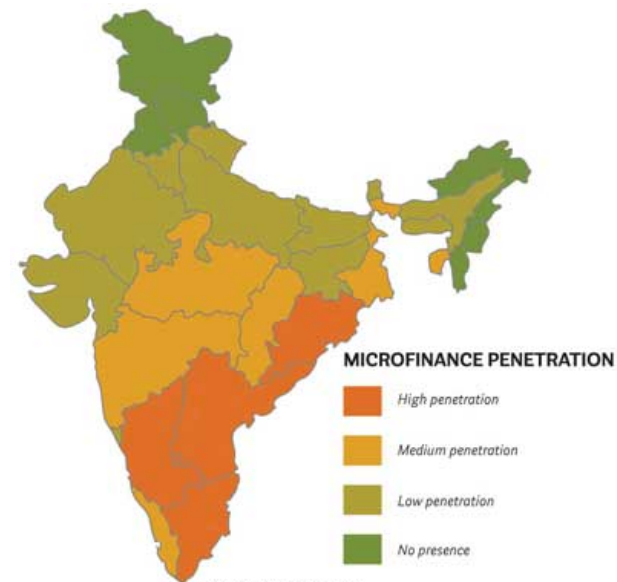 MICROFINANCE PENETRATION
High penetration
Medium penetration
Low penetration
No presence